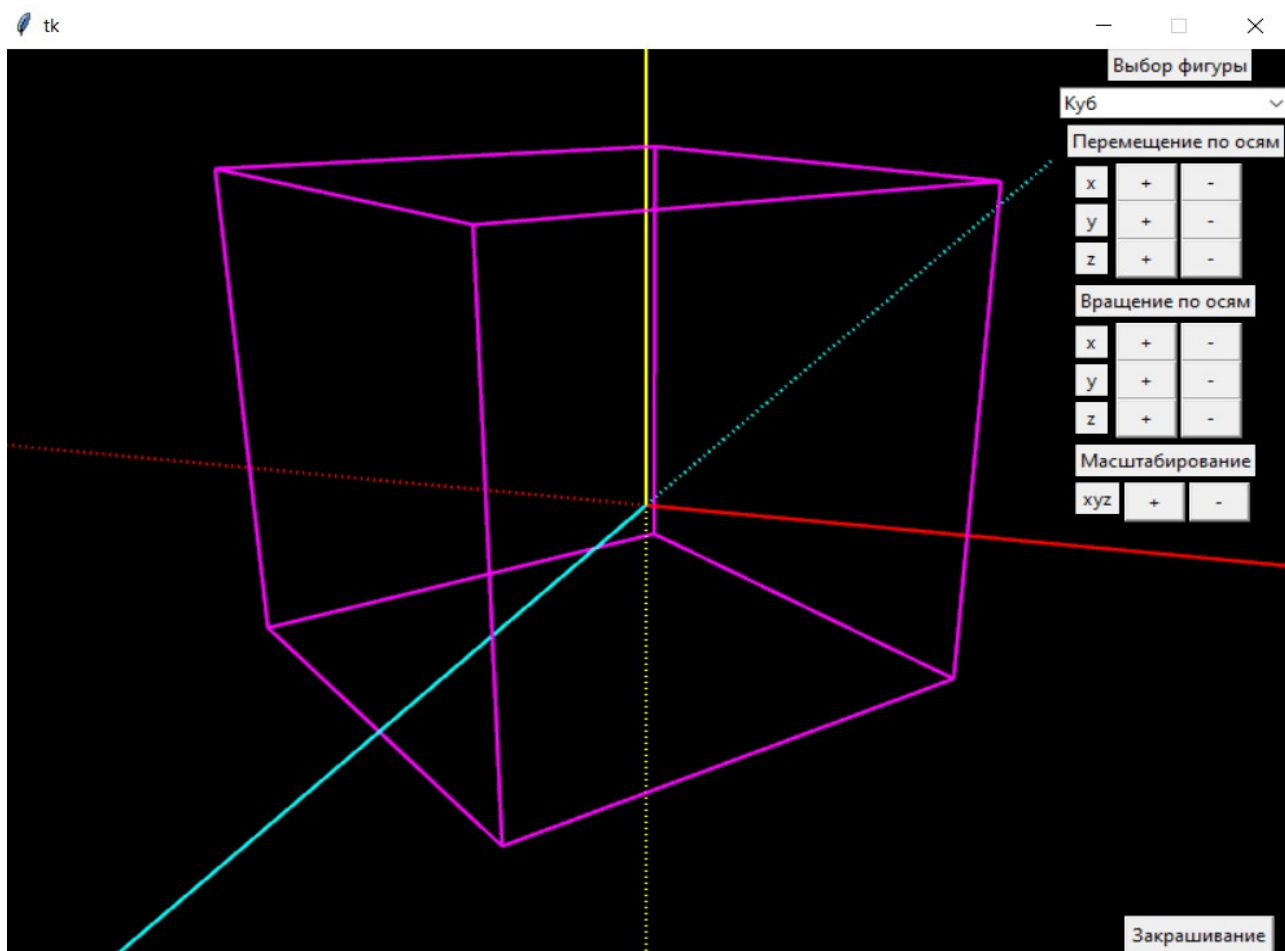 tk
Выбор фигуры
Куб
Перемещение по осям
x + -
y + -
z + -
Вращение по осям
x + -
y + -
z + -
Масштабирование
xyz + -
Закрашивание